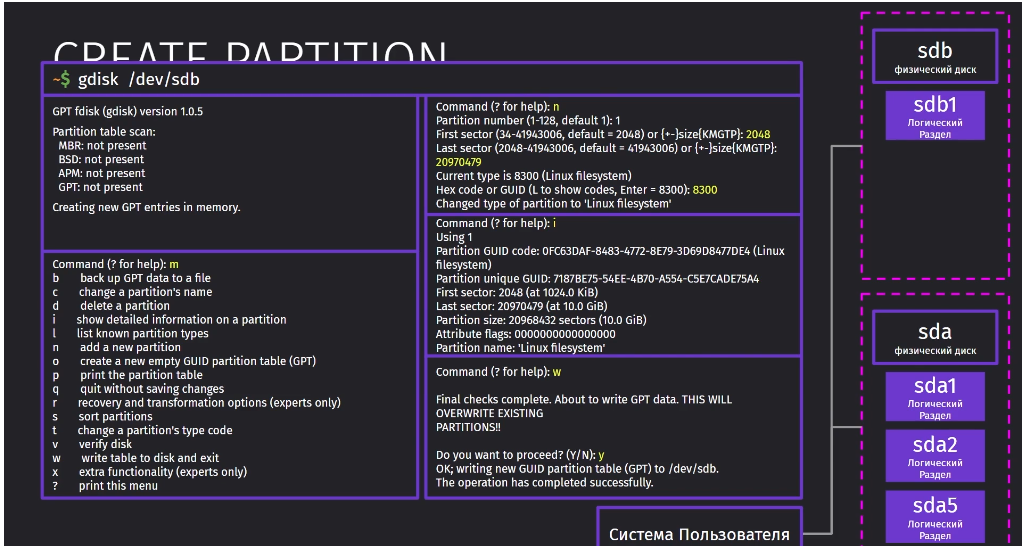 CREATE PARTITION
~$ gdisk /dev/sdb
GPT fdisk (gdisk) version 1.0.5
Partition table scan:
MBR: not present
BSD: not present
APM: not present
GPT: not present
Creating new GPT entries in memory.
Command (? for help): m
b back up GPT data to a file
c change a partition's name
d delete a partition
i show detailed information on a partition
l list known partition types
n add a new partition
o create a new empty GUID partition table (GPT)
p print the partition table
q quit without saving changes
r recovery and transformation options (experts only)
s sort partitions
t change a partition's type code
v verify disk
w write table to disk and exit
x extra functionality (experts only)
? print this menu
Command (? for help): n
Partition number (1-128, default 1): 1
First sector (34-41943006, default = 2048) or {+-}size{KMGTP}: 2048
Last sector (2048-41943006, default = 41943006) or {+-}size{KMGTP}:
20970479
Current type is 8300 (Linux filesystem)
Hex code or GUID (L to show codes, Enter = 8300): 8300
Changed type of partition to 'Linux filesystem'
Command (? for help): i
Using 1
Partition GUID code: 0FC63DAF-8483-4772-8E79-3D69D8477DE4 (Linux
filesystem)
Partition unique GUID: 7187BE75-54EE-4B70-A554-C5E7CADE75A4
First sector: 2048 (at 1024.0 KiB)
Last sector: 20970479 (at 10.0 GiB)
Partition size: 20968432 sectors (10.0 GiB)
Attribute flags: 0000000000000000
Partition name: 'Linux filesystem'
Command (? for help): w
Final checks complete. About to write GPT data. THIS WILL
OVERWRITE EXISTING
PARTITIONS!!
Do you want to proceed? (Y/N): y
OK; writing new GUID partition table (GPT) to /dev/sdb.
The operation has completed successfully.
Система Пользователя
sdb
физический диск
sdb1
Логический
Раздел
sda
физический диск
sda1
Логический
Раздел
sda2
Логический
Раздел
sda5
Логический
Раздел